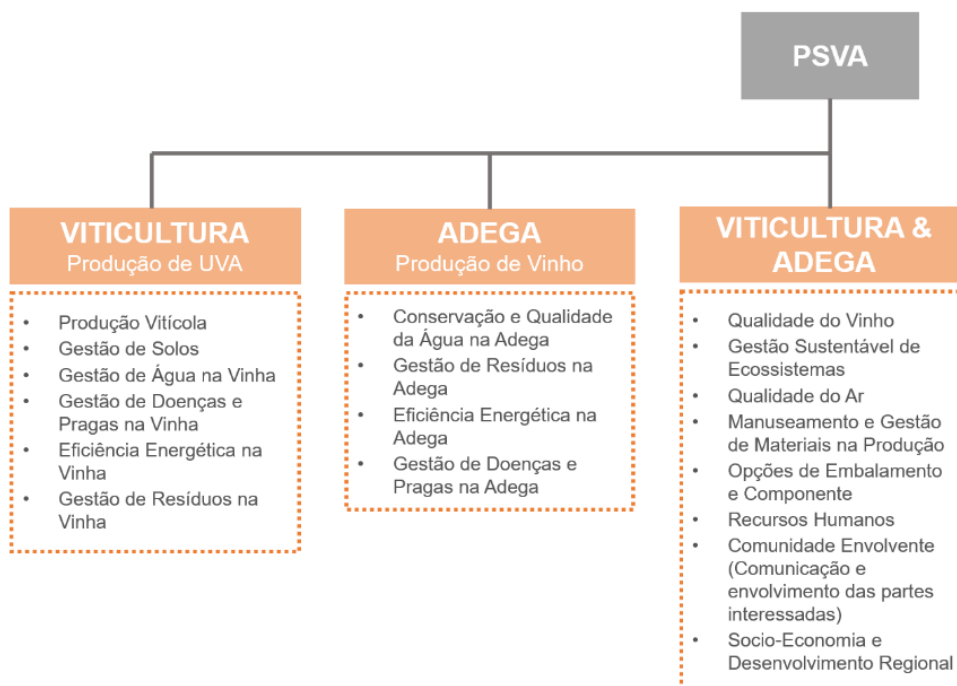 PSVA
VITICULTURA
Produção de UVA
• Produção Vitícola
• Gestão de Solos
• Gestão de Água na Vinha
• Gestão de Doenças e
Pragas na Vinha
• Eficiência Energética na
Vinha
• Gestão de Resíduos na
Vinha
ADEGA
Produção de Vinho
• Conservação e Qualidade
da Água na Adega
• Gestão de Resíduos na
Adega
• Eficiência Energética na
Adega
• Gestão de Doenças e
Pragas na Adega
VITICULTURA &
ADEGA
• Qualidade do Vinho
• Gestão Sustentável de
Ecossistemas
• Qualidade do Ar
• Manuseamento e Gestão
de Materiais na Produção
• Opções de Embalamento
e Componente
• Recursos Humanos
• Comunidade Envolvente
(Comunicação e
envolvimento das partes
interessadas)
• Socio-Economia e
Desenvolvimento Regional